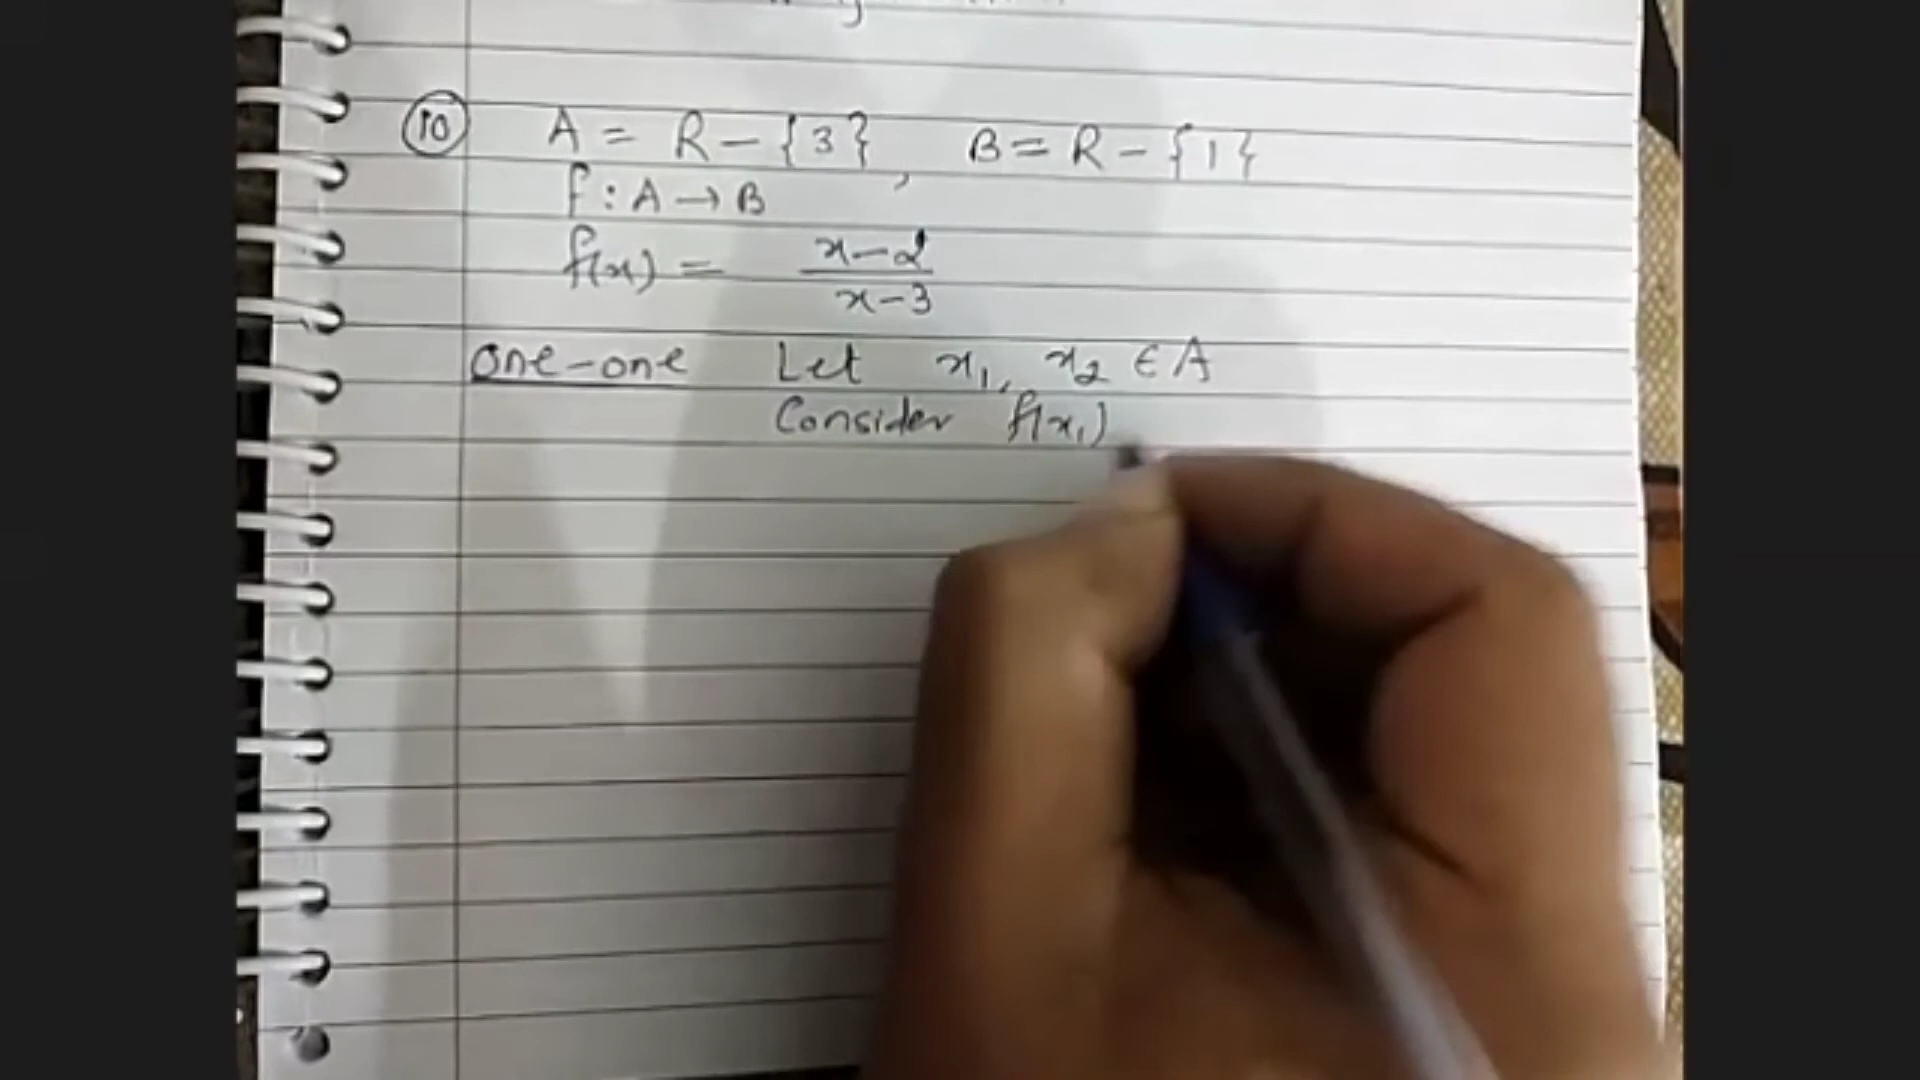 10 A = R - {3}, B = R - {1}
f : A → B
f(x) = x-2 / x-3
one-one Let x₁, x₂ ∈ A
Consider f(x₁)